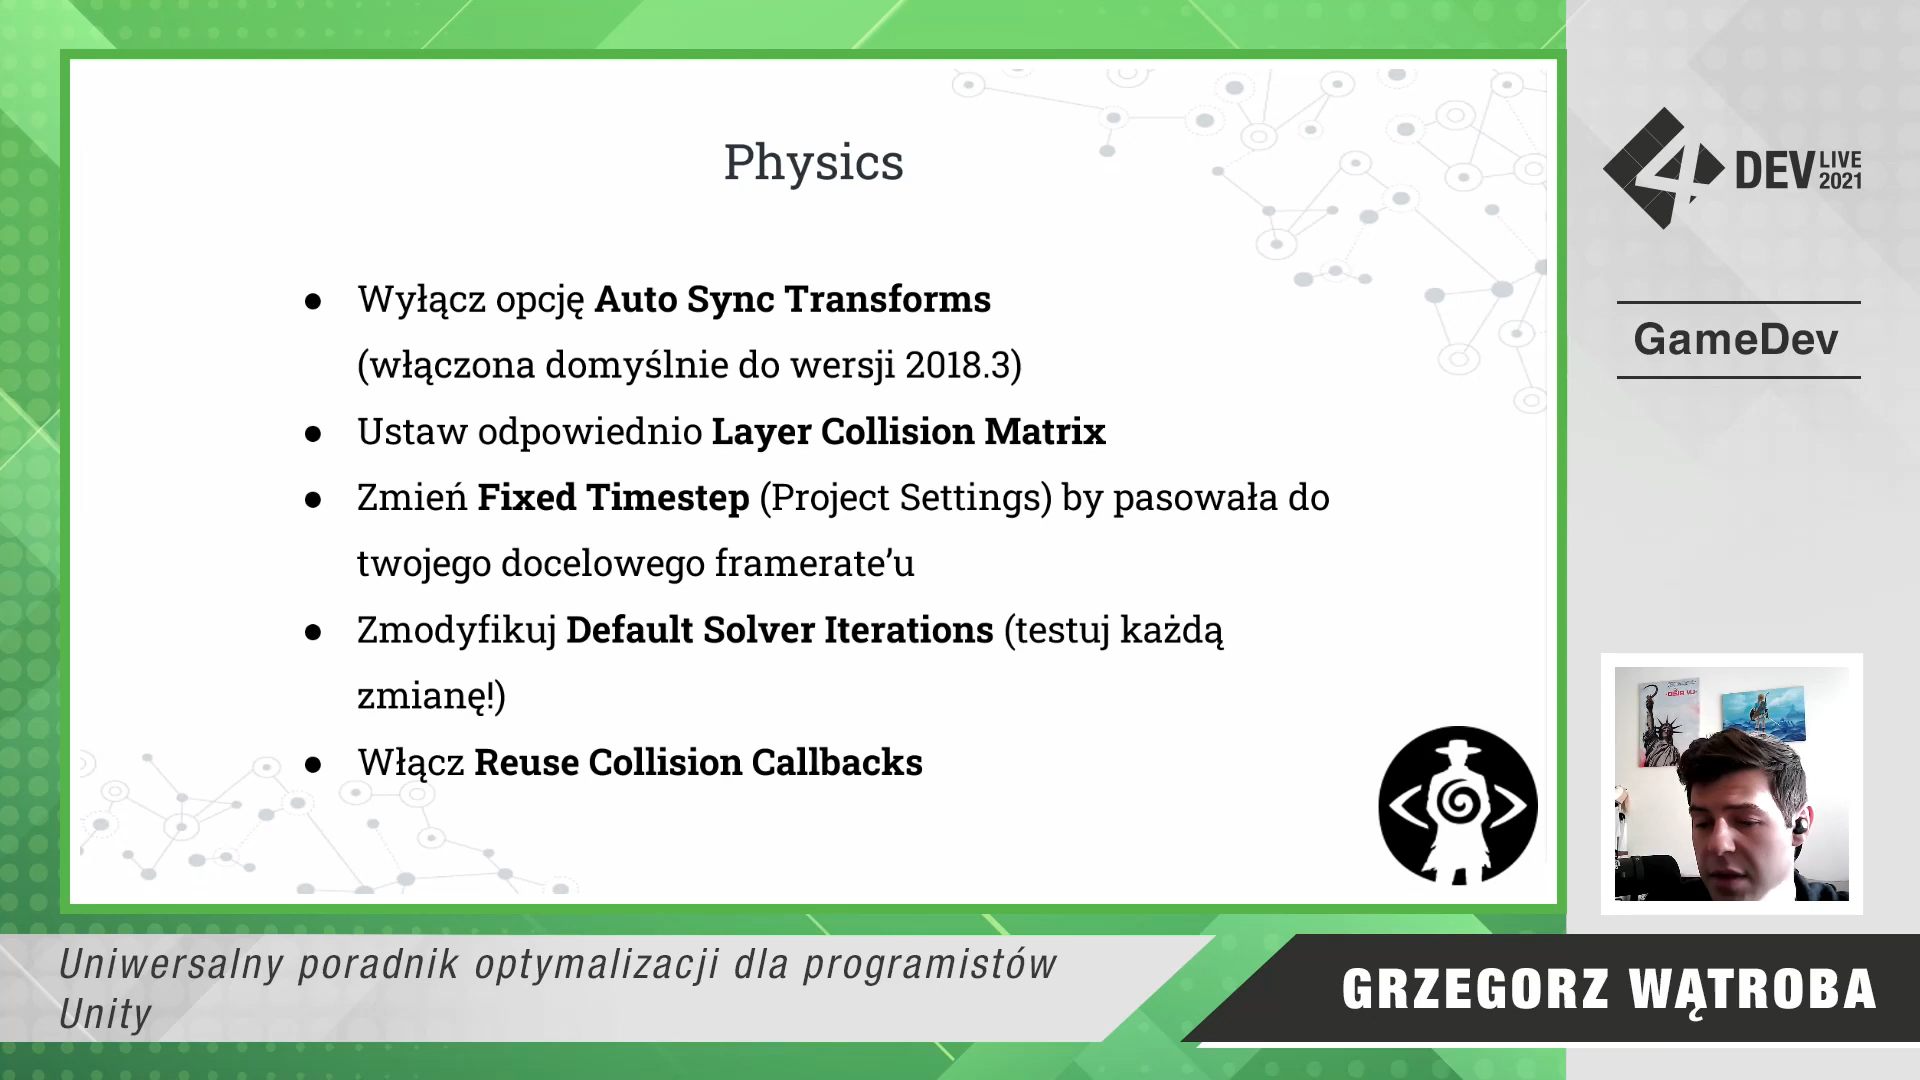 Physics
● Wyłącz opcję Auto Sync Transforms
(włączona domyślnie do wersji 2018.3)
● Ustaw odpowiednio Layer Collision Matrix
● Zmień Fixed Timestep (Project Settings) by pasowała do
twojego docelowego framerate’u
● Zmodyfikuj Default Solver Iterations (testuj każdą
zmianę!)
● Włącz Reuse Collision Callbacks
4 DEV LIVE
2021
GameDev
Uniwersalny poradnik optymalizacji dla programistów
Unity
GRZEGORZ WĄTROBA